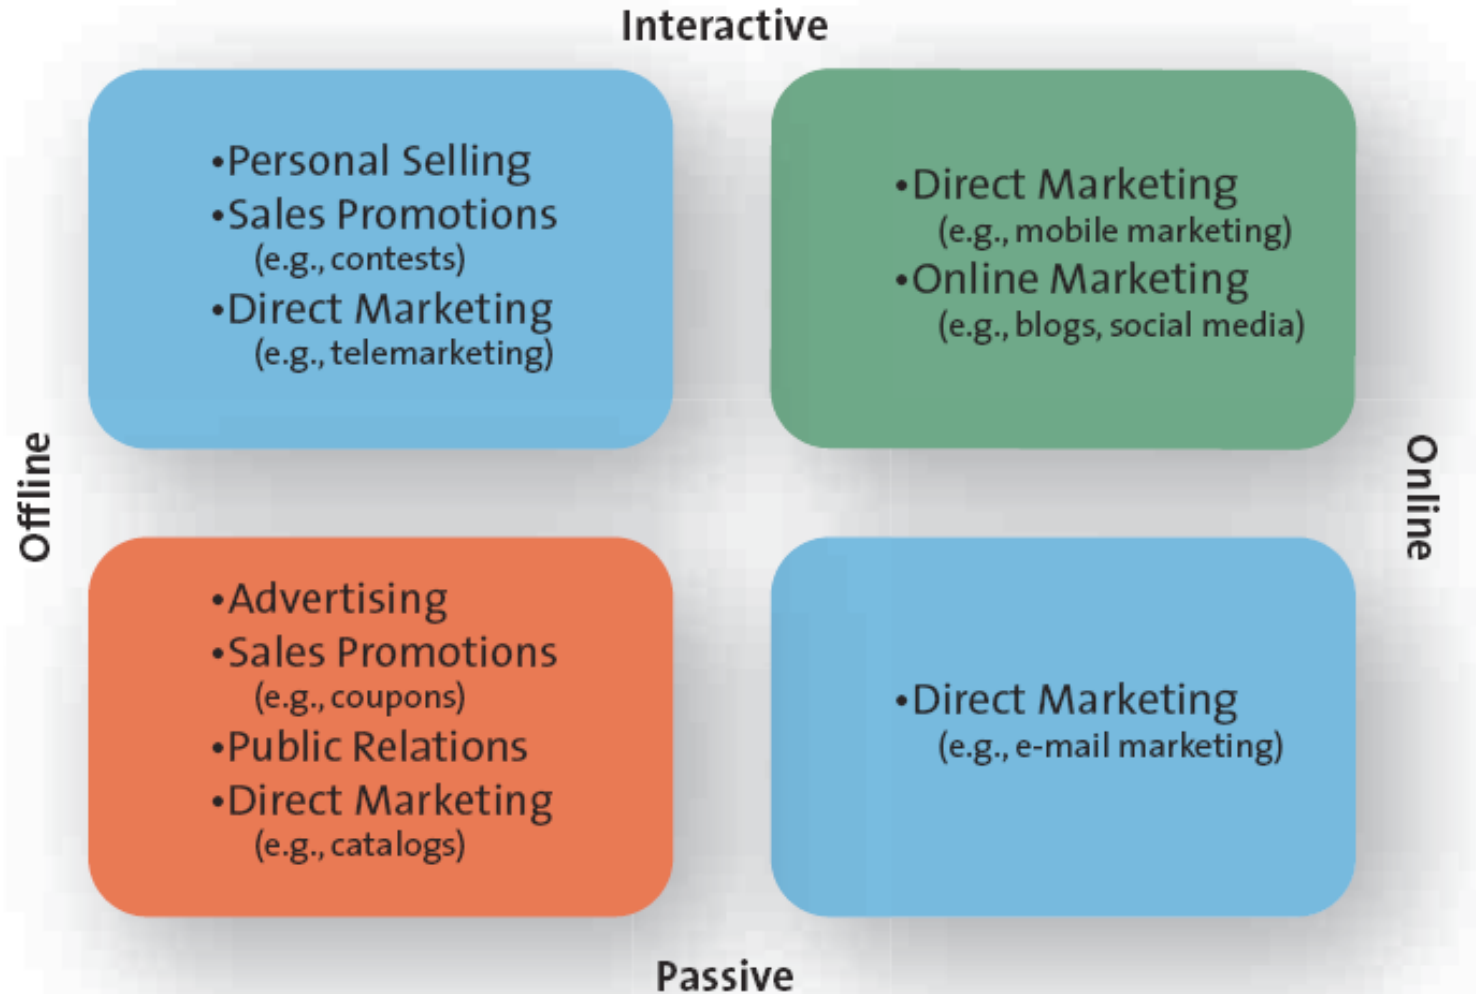 Interactive
•Personal Selling
•Sales Promotions
(e.g., contests)
•Direct Marketing
(e.g., telemarketing)
•Direct Marketing
(e.g., mobile marketing)
•Online Marketing
(e.g., blogs, social media)
Offline
Online
•Advertising
•Sales Promotions
(e.g., coupons)
•Public Relations
•Direct Marketing
(e.g., catalogs)
•Direct Marketing
(e.g., e-mail marketing)
Passive